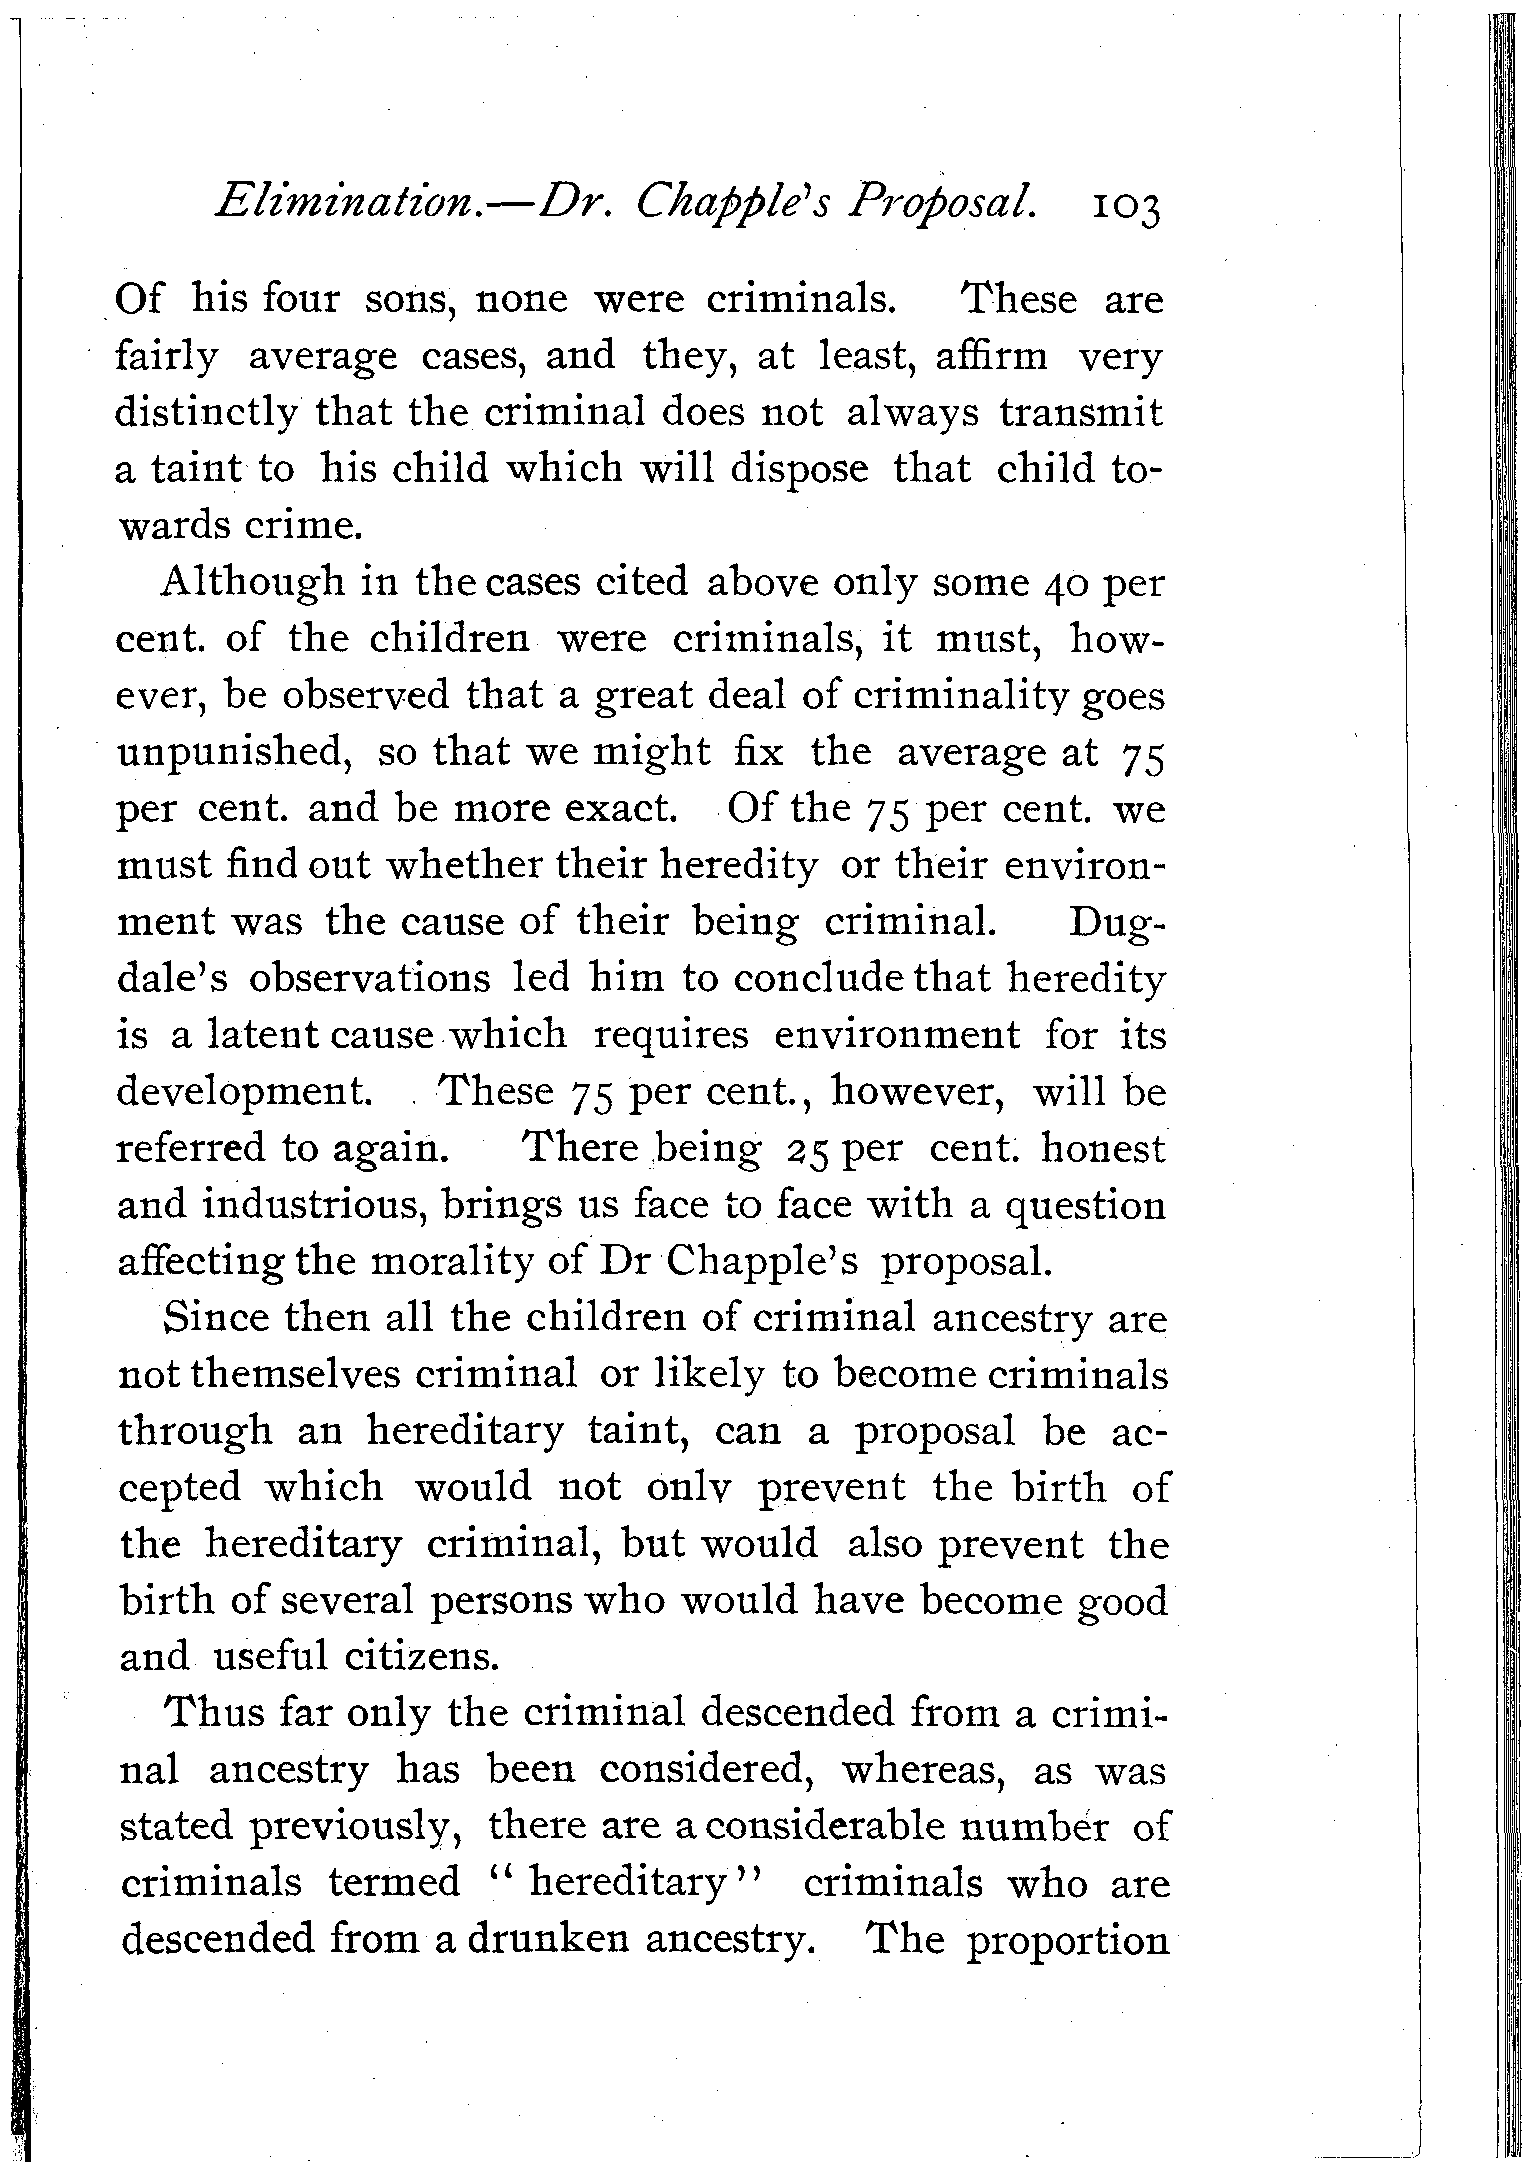 Elimination.—Dr. Chapple's Proposal. 103
Of his four sons, none were criminals. These are
fairly average cases, and they, at least, affirm very
distinctly that the criminal does not always transmit
a taint to his child which will dispose that child to-
wards crime.
Although in the cases cited above only some 40 per
cent. of the children were criminals, it must, how-
ever, be observed that a great deal of criminality goes
unpunished, so that we might fix the average at 75
per cent. and be more exact. Of the 75 per cent. we
must find out whether their heredity or their environ-
ment was the cause of their being criminal. Dug-
dale's observations led him to conclude that heredity
is a latent cause which requires environment for its
development. These 75 per cent., however, will be
referred to again. There being 25 per cent. honest
and industrious, brings us face to face with a question
affecting the morality of Dr Chapple's proposal.
Since then all the children of criminal ancestry are
not themselves criminal or likely to become criminals
through an hereditary taint, can a proposal be ac-
cepted which would not only prevent the birth of
the hereditary criminal, but would also prevent the
birth of several persons who would have become good
and useful citizens.
Thus far only the criminal descended from a crimi-
nal ancestry has been considered, whereas, as was
stated previously, there are a considerable number of
criminals termed "hereditary" criminals who are
descended from a drunken ancestry. The proportion